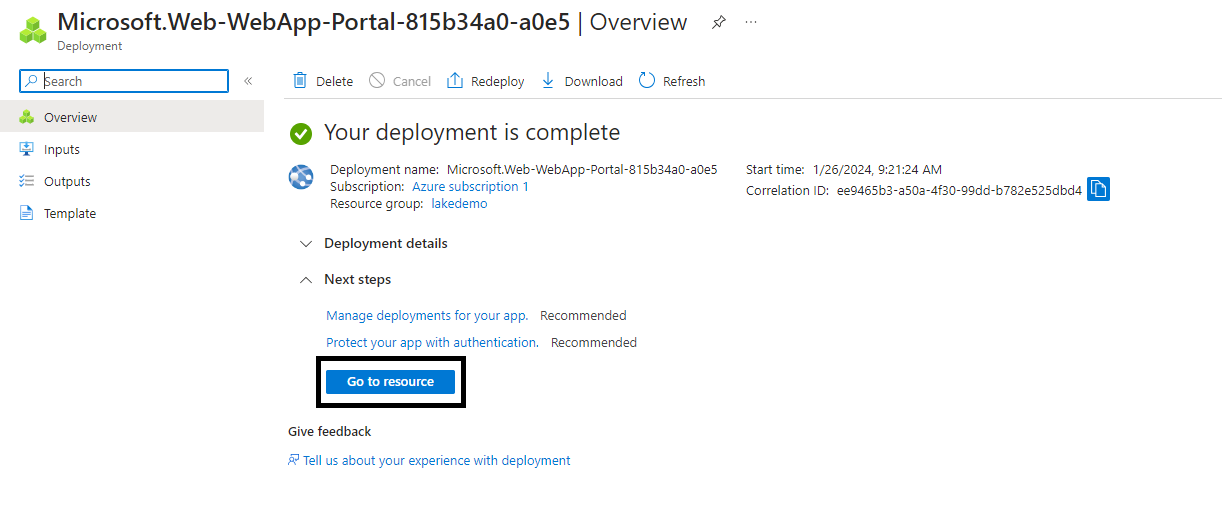 Microsoft.Web-WebApp-Portal-815b34a0-a0e5 | Overview
Deployment
Search
Overview
Inputs
Outputs
Template
Delete Cancel Redeploy Download Refresh
Your deployment is complete
Deployment name: Microsoft.Web-WebApp-Portal-815b34a0-a0e5
Subscription: Azure subscription 1
Resource group: lakedemo
Start time: 1/26/2024, 9:21:24 AM
Correlation ID: ee9465b3-a50a-4f30-99dd-b782e525dbd4
Deployment details
Next steps
Manage deployments for your app. Recommended
Protect your app with authentication. Recommended
Go to resource
Give feedback
Tell us about your experience with deployment